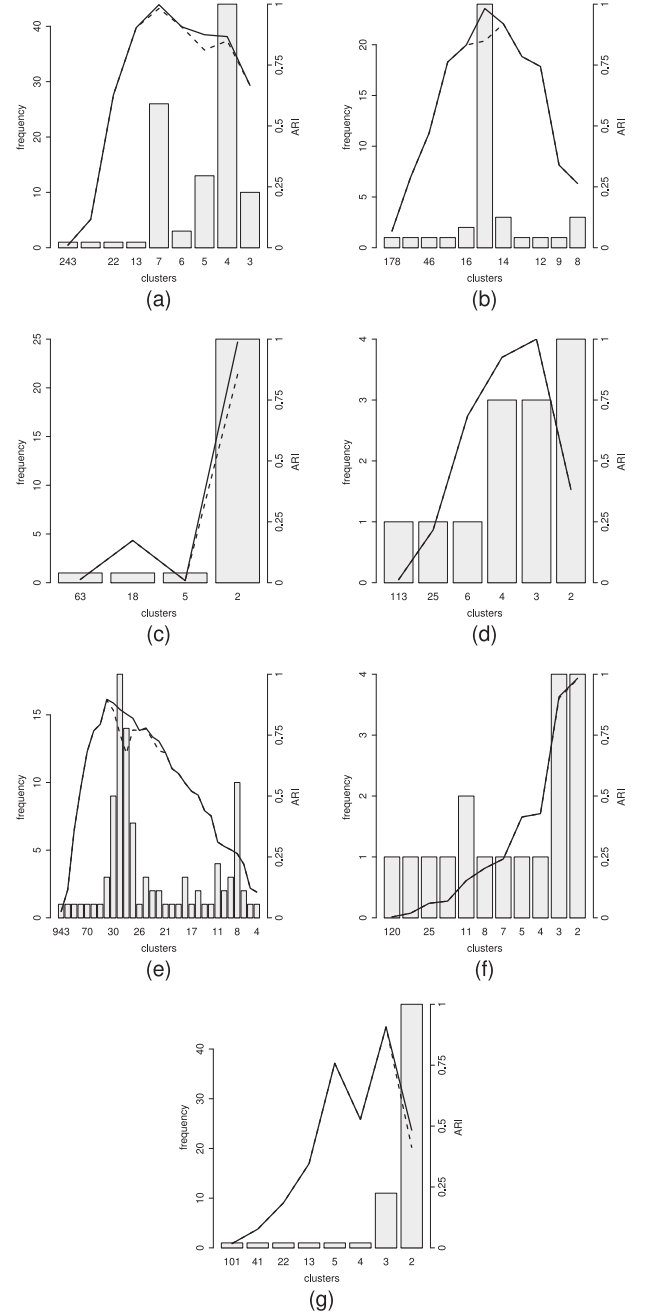 frequency
0 10 20 30 40
0 0.25 0.5 0.75 1
ARI
243 22 13 7 6 5 4 3
clusters
(a)
frequency
0 5 10 15 20
0 0.25 0.5 0.75 1
ARI
178 46 16 14 12 9 8
clusters
(b)
frequency
0 5 10 15 20 25
0 0.25 0.5 0.75 1
ARI
63 18 5 2
clusters
(c)
frequency
0 1 2 3 4
0 0.25 0.5 0.75 1
ARI
113 25 6 4 3 2
clusters
(d)
frequency
0 5 10 15
0 0.25 0.5 0.75 1
ARI
943 70 30 26 21 17 11 8 4
clusters
(e)
frequency
0 1 2 3 4
0 0.25 0.5 0.75 1
ARI
120 25 11 8 7 5 4 3 2
clusters
(f)
frequency
0 10 20 30 40
0 0.25 0.5 0.75 1
ARI
101 41 22 13 5 4 3 2
clusters
(g)